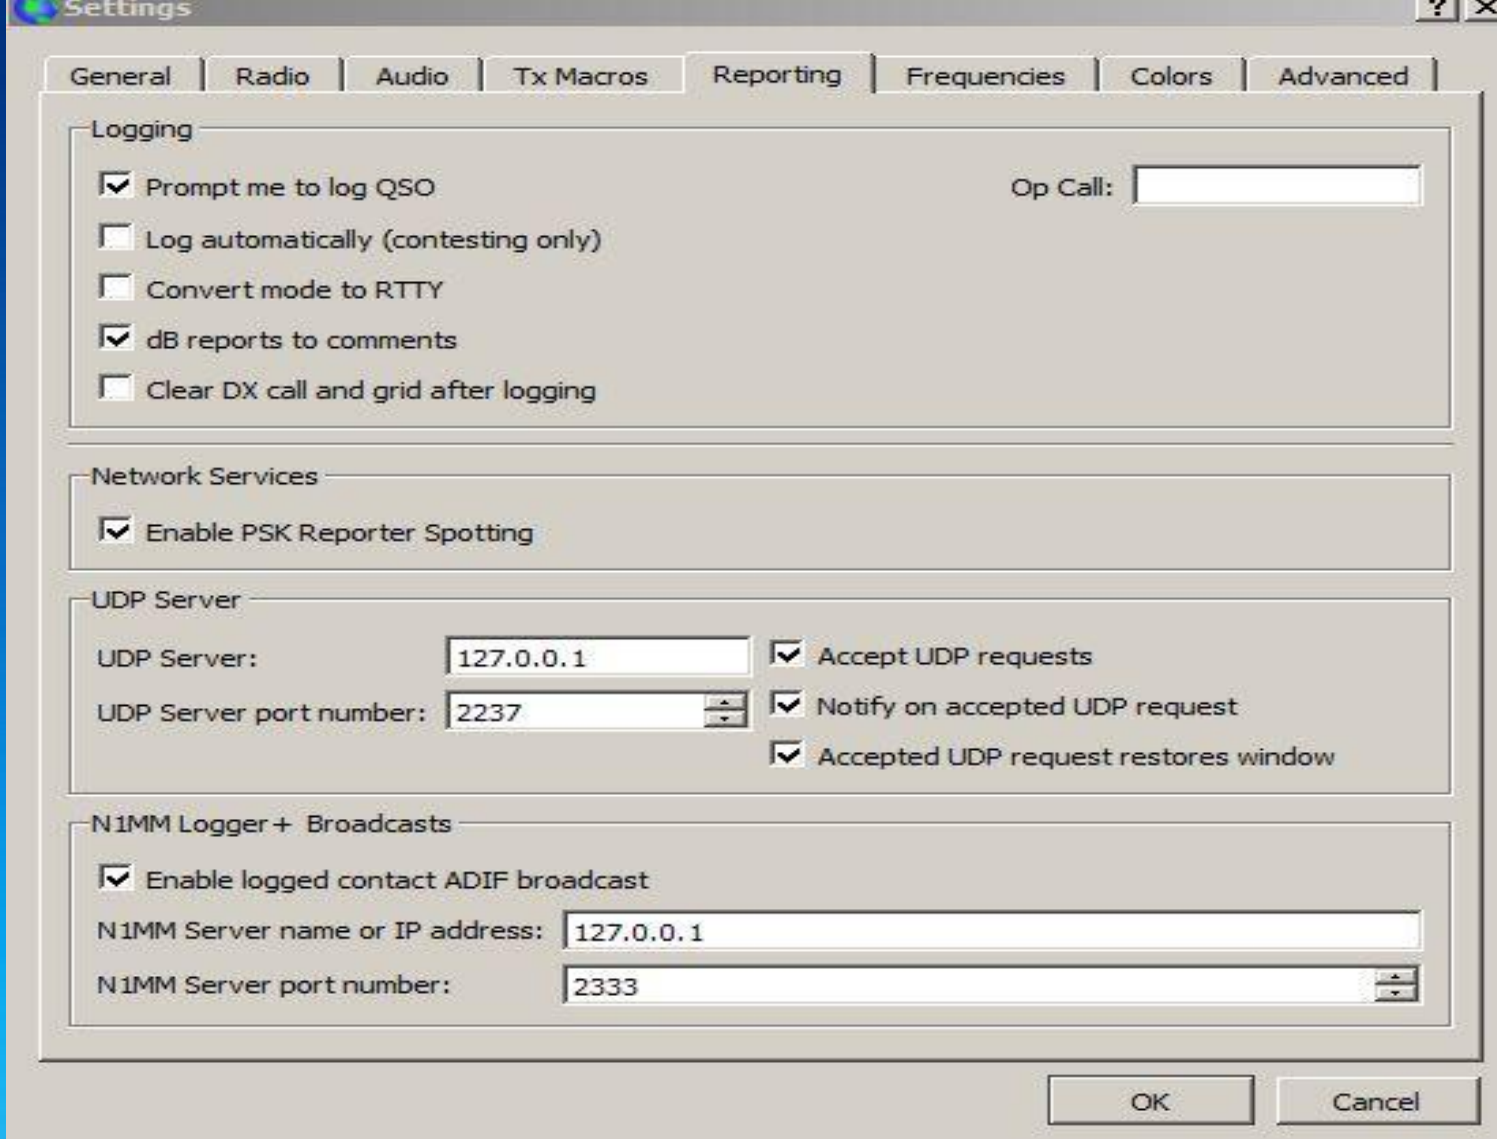 Settings
General Radio Audio Tx Macros Reporting Frequencies Colors Advanced
Logging
Prompt me to log QSO Op Call:
Log automatically (contesting only)
Convert mode to RTTY
dB reports to comments
Clear DX call and grid after logging
Network Services
Enable PSK Reporter Spotting
UDP Server
UDP Server: 127.0.0.1 Accept UDP requests
UDP Server port number: 2237 Notify on accepted UDP request
Accepted UDP request restores window
N1MM Logger+ Broadcasts
Enable logged contact ADIF broadcast
N1MM Server name or IP address: 127.0.0.1
N1MM Server port number: 2333
OK Cancel